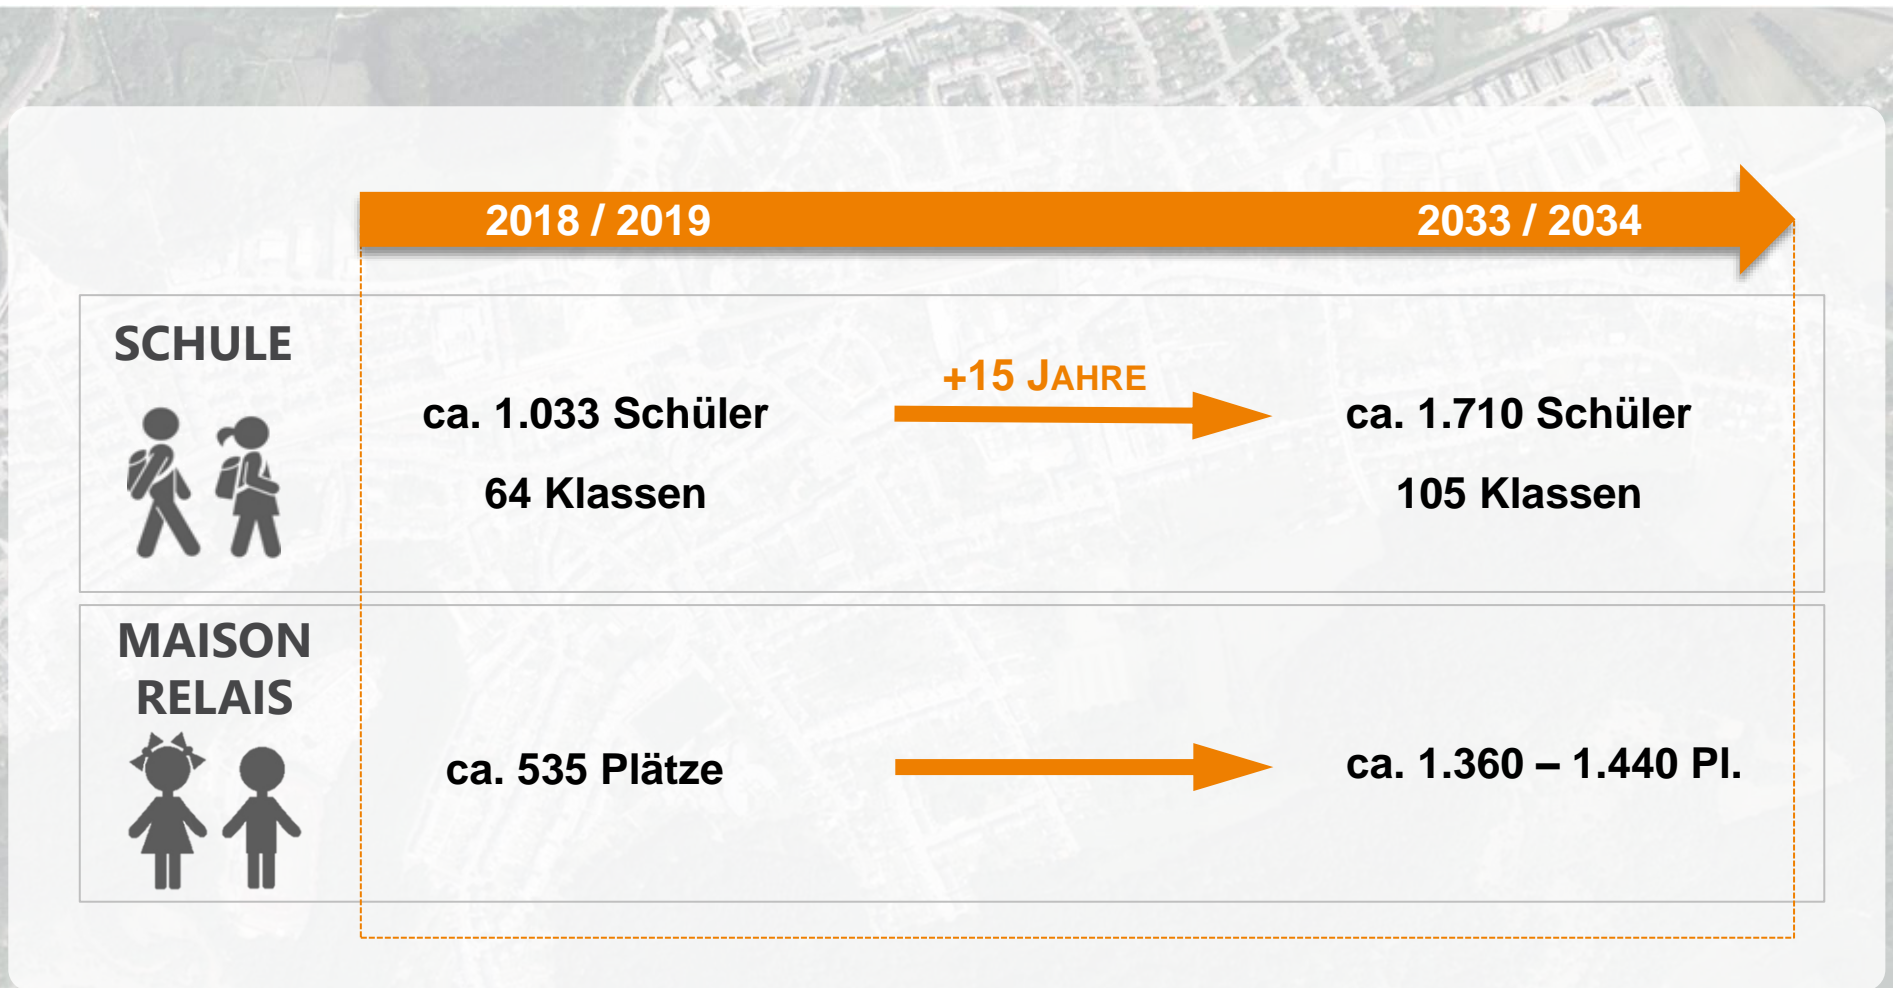 2018 / 2019
2033 / 2034
SCHULE
+15 JAHRE
ca. 1.033 Schüler
ca. 1.710 Schüler
64 Klassen
105 Klassen
MAISON
RELAIS
ca. 535 Plätze
ca. 1.360 – 1.440 Pl.